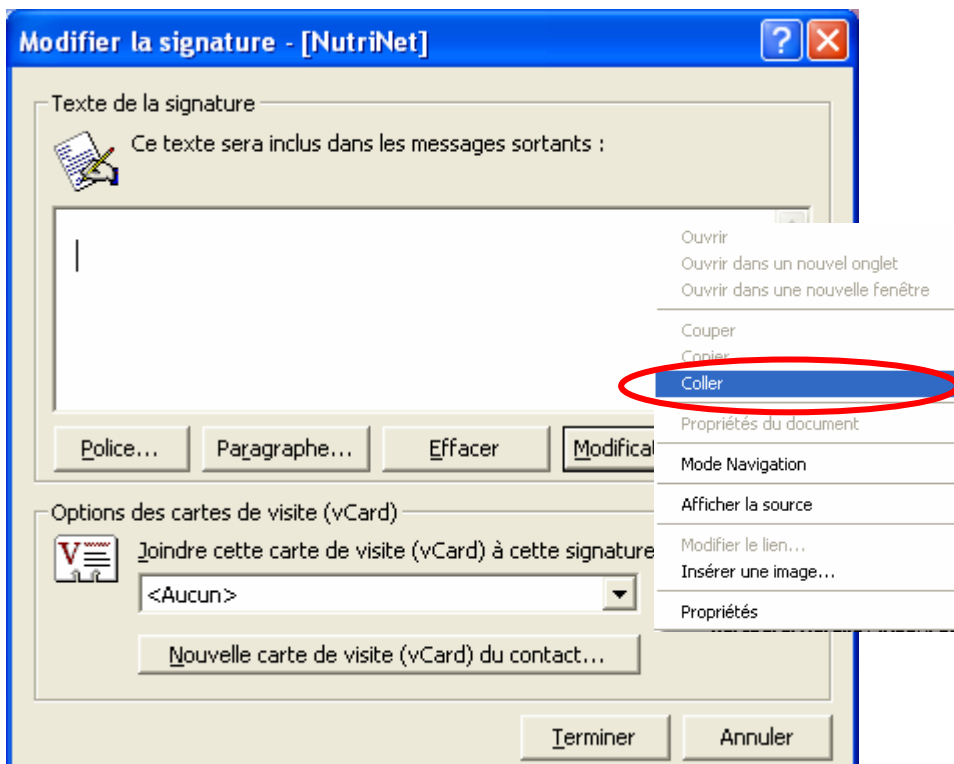 Modifier la signature - [NutriNet]
Texte de la signature
Ce texte sera inclus dans les messages sortants :
Ouvrir
Ouvrir dans un nouvel onglet
Ouvrir dans une nouvelle fenêtre
Couper
Copier
Coller
Propriétés du document
Mode Navigation
Afficher la source
Modifier le lien...
Insérer une image...
Propriétés
Police...
Paragraphe...
Effacer
Modifica
Options des cartes de visite (vCard)
Joindre cette carte de visite (vCard) à cette signature
<Aucun>
Nouvelle carte de visite (vCard) du contact...
Terminer
Annuler